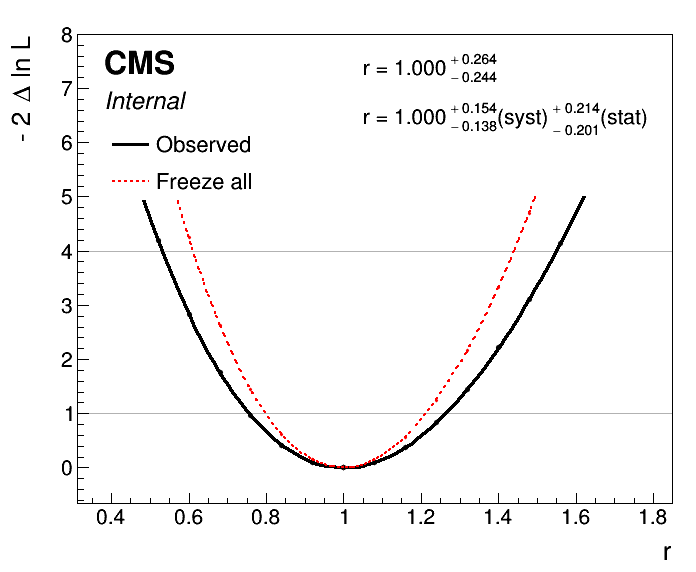 - 2 Δ ln L
8
7
6
5
4
3
2
1
0
CMS
Internal
Observed
Freeze all
r = 1.000 + 0.264 - 0.244
r = 1.000 + 0.154 - 0.138 (syst) + 0.214 - 0.201 (stat)
0.4 0.6 0.8 1 1.2 1.4 1.6 1.8
r